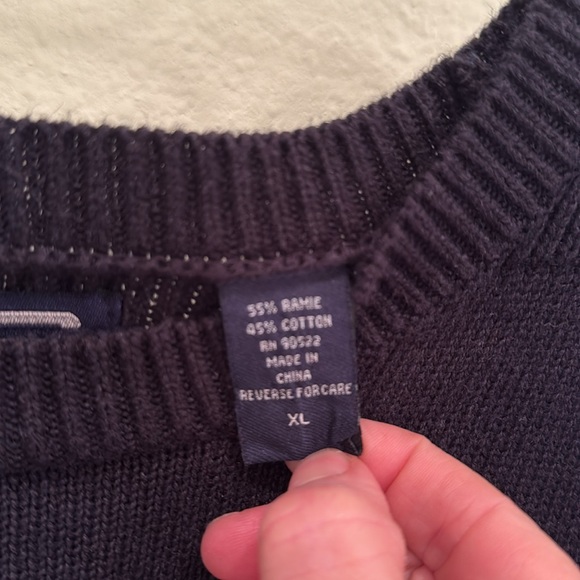 55% RAMIE
45% COTTON
RN 90522
MADE IN
CHINA
REVERSE FOR CARE
XL